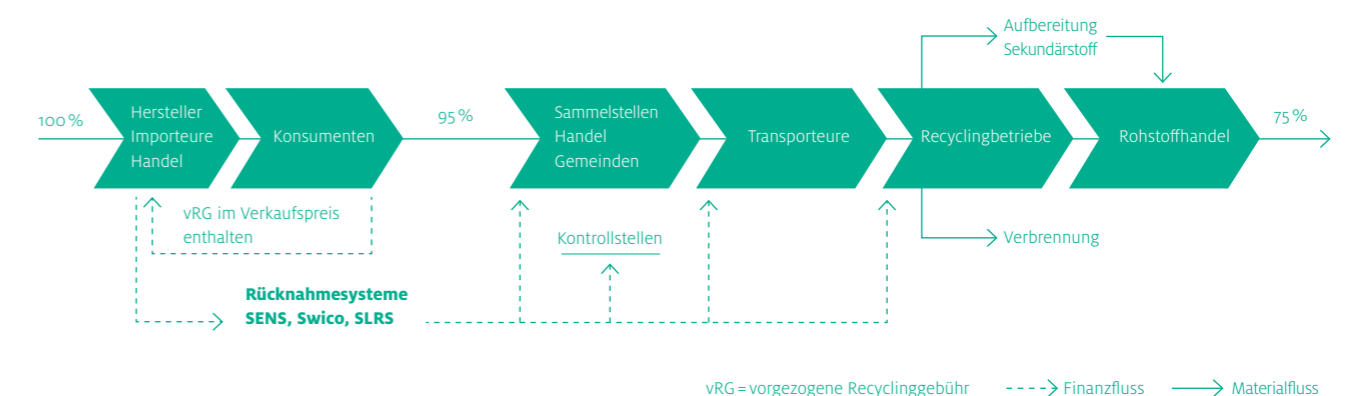 Aufbereitung
Sekundärstoff
100 %
Hersteller
Importeure
Handel
Konsumenten
95 %
Sammelstellen
Handel
Gemeinden
Transporteure
Recyclingbetriebe
Rohstoffhandel
75 %
vRG im Verkaufspreis
enthalten
Kontrollstellen
Verbrennung
Rücknahmesysteme
SENS, Swico, SLRS
vRG = vorgezogene Recyclinggebühr
Finanzfluss
Materialfluss